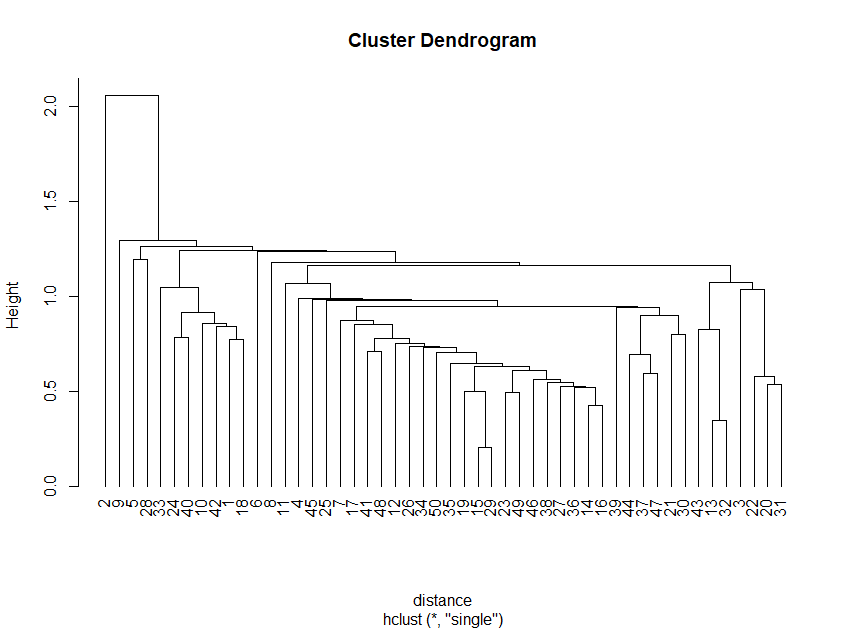 Cluster Dendrogram
Height
2.0
1.5
1.0
0.5
0.0
2 9 5 28 33 24 40 10 42 1 18 6 8 11 4 45 25 7 17 41 48 12 26 34 50 35 19 15 29 23 49 46 38 27 36 14 16 39 44 37 47 21 30 43 13 32 3 22 20 31
distance
hclust (*, "single")